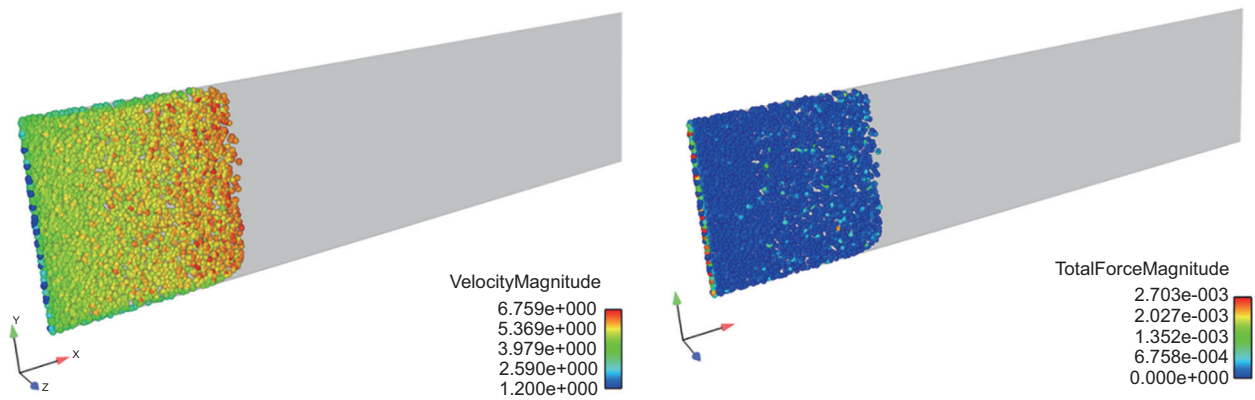 VelocityMagnitude
6.759e+000
5.369e+000
3.979e+000
2.590e+000
1.200e+000
Y
X
Z
TotalForceMagnitude
2.703e-003
2.027e-003
1.352e-003
6.758e-004
0.000e+000